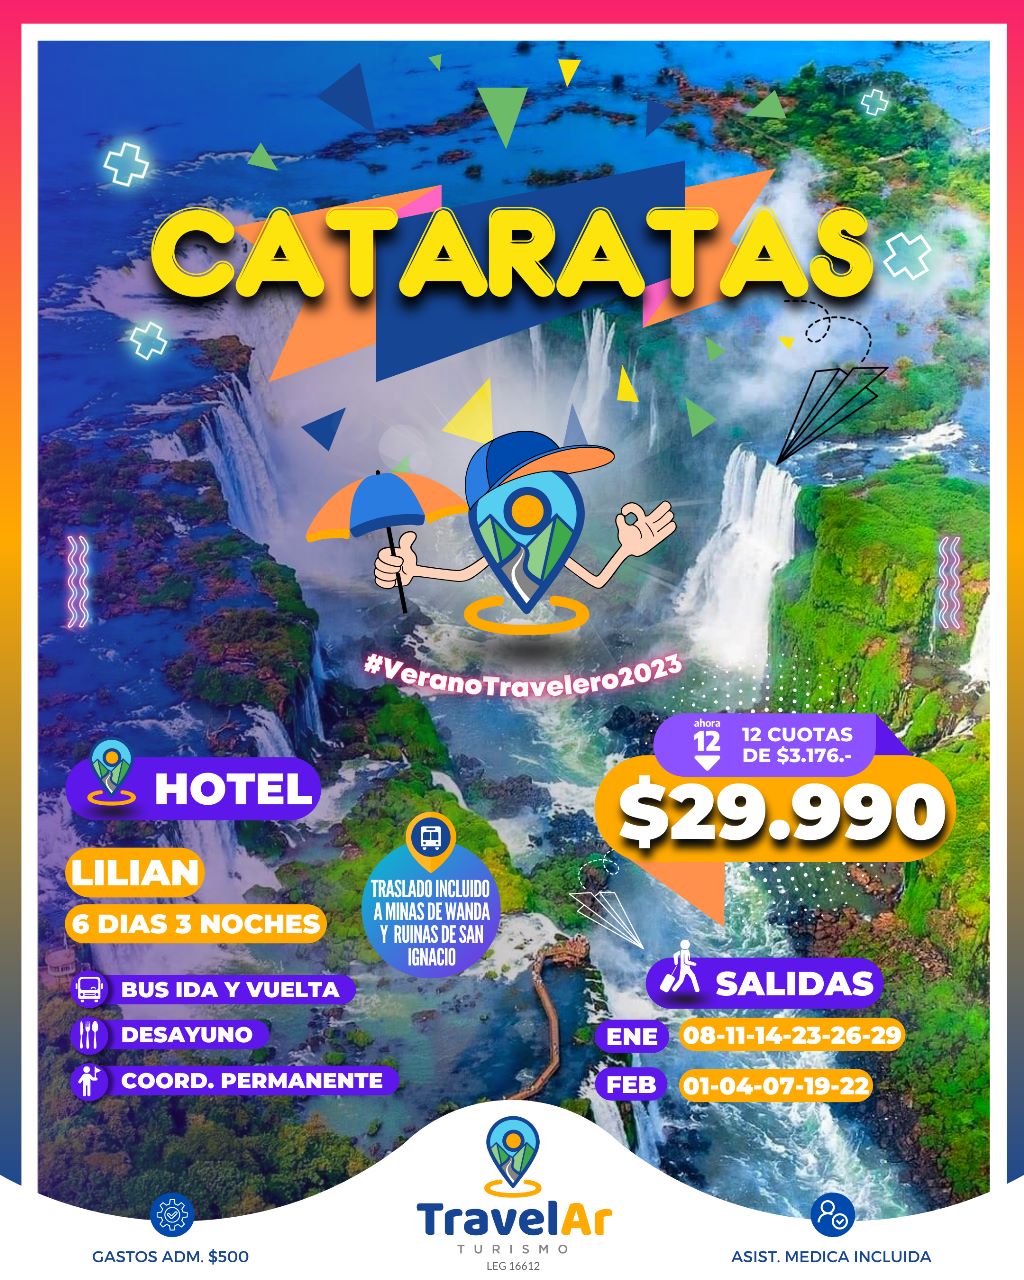 CATARATAS
#VeranoTravelero2023
ahora
12
12 CUOTAS
DE $3.176.-
$29.990
HOTEL
LILIAN
6 DIAS 3 NOCHES
TRASLADO INCLUIDO
A MINAS DE WANDA
Y RUINAS DE SAN
IGNACIO
BUS IDA Y VUELTA
DESAYUNO
COORD. PERMANENTE
SALIDAS
ENE 08-11-14-23-26-29
FEB 01-04-07-19-22
TravelAr
TURISMO
LEG 16612
GASTOS ADM. $500
ASIST. MEDICA INCLUIDA